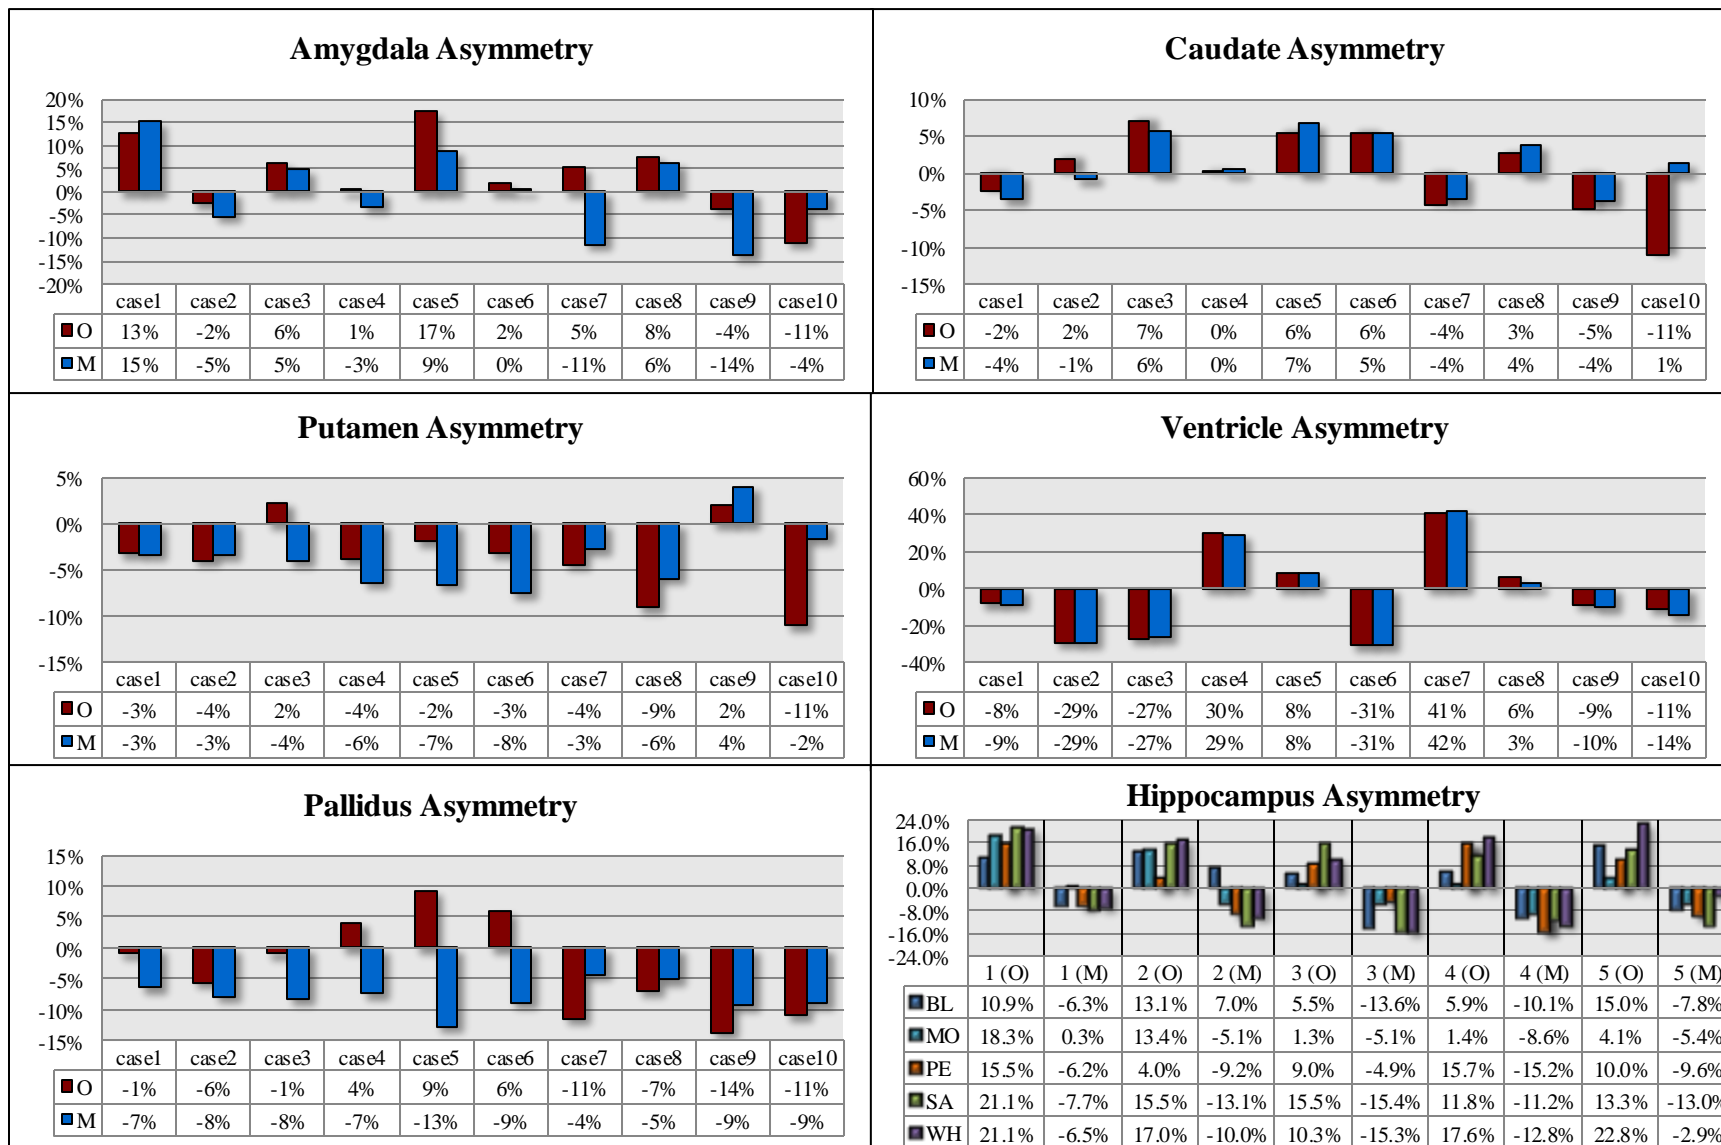 Amygdala Asymmetry
20%
15%
10%
5%
0%
-5%
-10%
-15%
-20%
case1 case2 case3 case4 case5 case6 case7 case8 case9 case10
O 13% -2% 6% 1% 17% 2% 5% 8% -4% -11%
M 15% -5% 5% -3% 9% 0% -11% 6% -14% -4%
Caudate Asymmetry
10%
5%
0%
-5%
-10%
-15%
case1 case2 case3 case4 case5 case6 case7 case8 case9 case10
O -2% 2% 7% 0% 6% 6% -4% 3% -5% -11%
M -4% -1% 6% 0% 7% 5% -4% 4% -4% 1%
Putamen Asymmetry
5%
0%
-5%
-10%
-15%
case1 case2 case3 case4 case5 case6 case7 case8 case9 case10
O -3% -4% 2% -4% -2% -3% -4% -9% 2% -11%
M -3% -3% -4% -6% -7% -8% -3% -6% 4% -2%
Ventricle Asymmetry
60%
40%
20%
0%
-20%
-40%
case1 case2 case3 case4 case5 case6 case7 case8 case9 case10
O -8% -29% -27% 30% 8% -31% 41% 6% -9% -11%
M -9% -29% -27% 29% 8% -31% 42% 3% -10% -14%
Pallidus Asymmetry
15%
10%
5%
0%
-5%
-10%
-15%
case1 case2 case3 case4 case5 case6 case7 case8 case9 case10
O -1% -6% -1% 4% 9% 6% -11% -7% -14% -11%
M -7% -8% -8% -7% -13% -9% -4% -5% -9% -9%
Hippocampus Asymmetry
24.0%
16.0%
8.0%
0.0%
-8.0%
-16.0%
-24.0%
1 (O) 1 (M) 2 (O) 2 (M) 3 (O) 3 (M) 4 (O) 4 (M) 5 (O) 5 (M)
BL 10.9% -6.3% 13.1% 7.0% 5.5% -13.6% 5.9% -10.1% 15.0% -7.8%
MO 18.3% 0.3% 13.4% -5.1% 1.3% -5.1% 1.4% -8.6% 4.1% -5.4%
PE 15.5% -6.2% 4.0% -9.2% 9.0% -4.9% 15.7% -15.2% 10.0% -9.6%
SA 21.1% -7.7% 15.5% -13.1% 15.5% -15.4% 11.8% -11.2% 13.3% -13.0%
WH 21.1% -6.5% 17.0% -10.0% 10.3% -15.3% 17.6% -12.8% 22.8% -2.9%